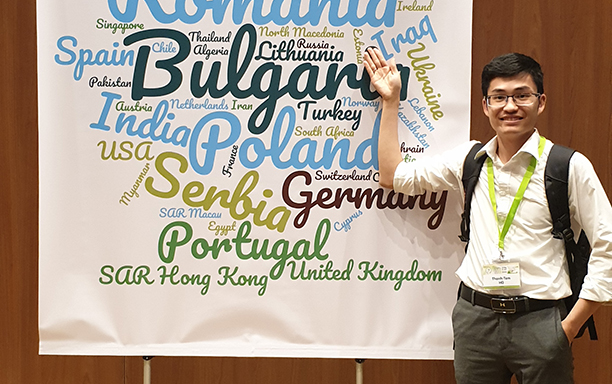 Romania
Ireland
Singapore
Spain
Chile
Thailand
Algeria
North Macedonia
Lithuania
Russia
Estonia
Iraq
Ukraine
Bulgaria
Pakistan
Austria
Netherlands
Iran
Turkey
Norway
Kazakhstan
Lebanon
India
Poland
South Africa
USA
France
Myanmar
Serbia
Germany
Switzerland
SAR Macau
Egypt
Cyprus
Portugal
SAR Hong Kong
United Kingdom